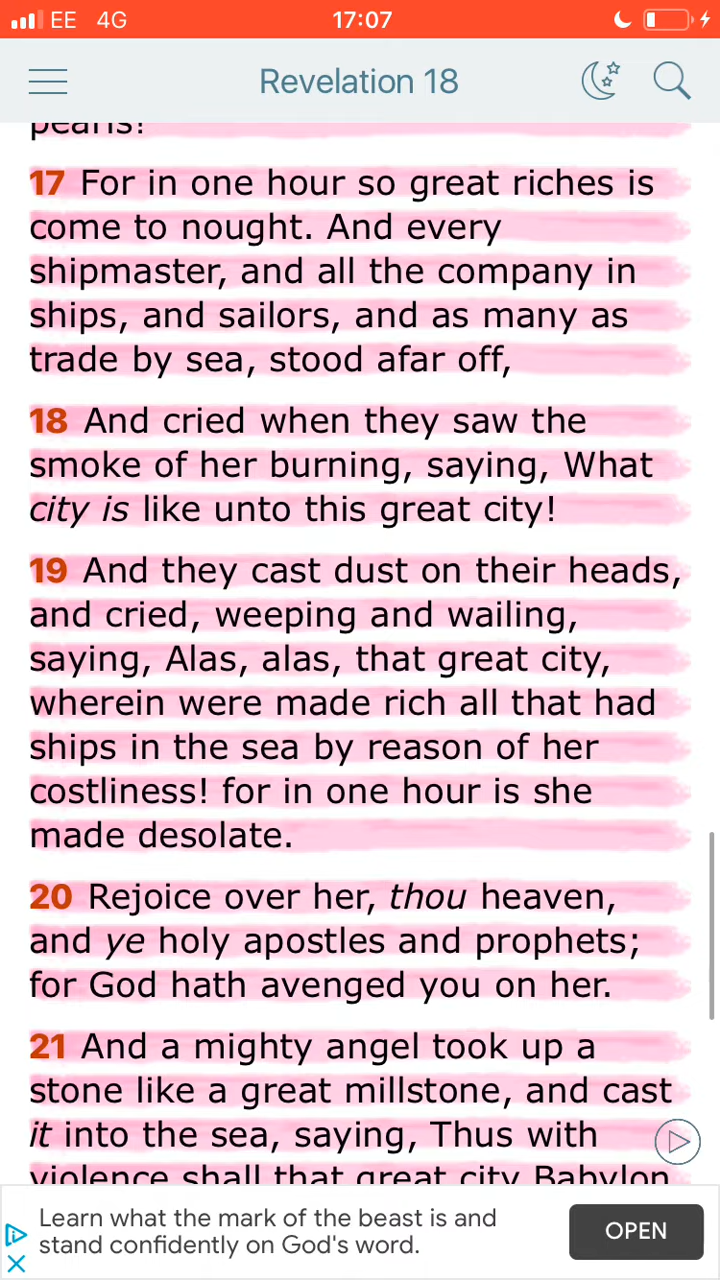 EE 4G 17:07
Revelation 18
pearls!
17 For in one hour so great riches is
come to nought. And every
shipmaster, and all the company in
ships, and sailors, and as many as
trade by sea, stood afar off,
18 And cried when they saw the
smoke of her burning, saying, What
city is like unto this great city!
19 And they cast dust on their heads,
and cried, weeping and wailing,
saying, Alas, alas, that great city,
wherein were made rich all that had
ships in the sea by reason of her
costliness! for in one hour is she
made desolate.
20 Rejoice over her, thou heaven,
and ye holy apostles and prophets;
for God hath avenged you on her.
21 And a mighty angel took up a
stone like a great millstone, and cast
it into the sea, saying, Thus with
violence shall that great city Babylon
Learn what the mark of the beast is and
stand confidently on God's word.
OPEN